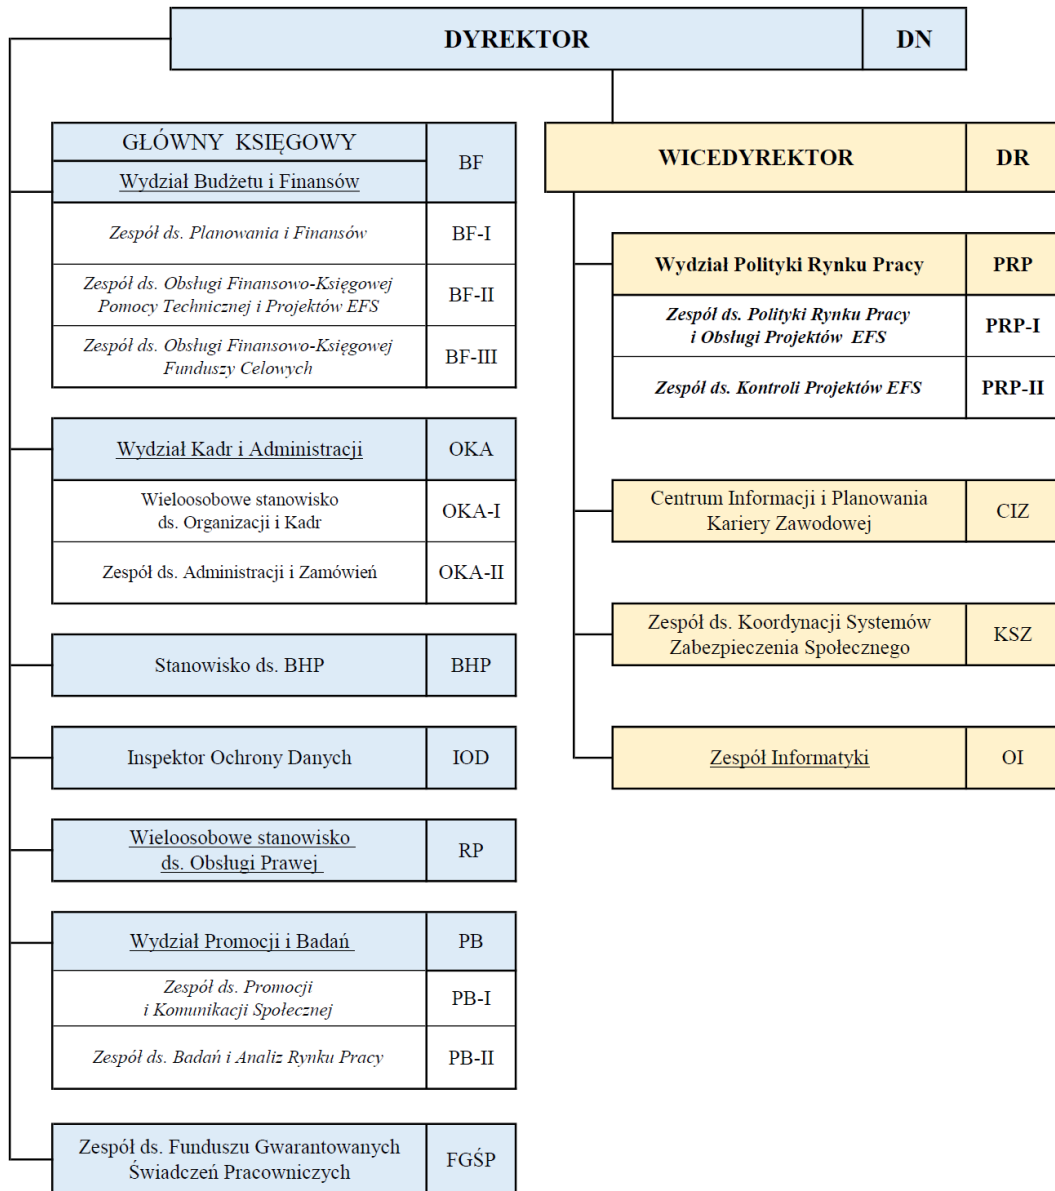 DYREKTOR DN
GŁÓWNY KSIĘGOWY
BF
Wydział Budżetu i Finansów
Zespół ds. Planowania i Finansów BF-I
Zespół ds. Obsługi Finansowo-Księgowej
Pomocy Technicznej i Projektów EFS
BF-II
Zespół ds. Obsługi Finansowo-Księgowej
Funduszy Celowych
BF-III
Wydział Kadr i Administracji OKA
Wieloosobowe stanowisko
ds. Organizacji i Kadr
OKA-I
Zespół ds. Administracji i Zamówień OKA-II
Stanowisko ds. BHP BHP
Inspektor Ochrony Danych IOD
Wieloosobowe stanowisko
ds. Obsługi Prawej
RP
Wydział Promocji i Badań PB
Zespół ds. Promocji
i Komunikacji Społecznej
PB-I
Zespół ds. Badań i Analiz Rynku Pracy PB-II
Zespół ds. Funduszu Gwarantowanych
Świadczeń Pracowniczych
FGŚP
WICEDYREKTOR DR
Wydział Polityki Rynku Pracy PRP
Zespół ds. Polityki Rynku Pracy
i Obsługi Projektów EFS
PRP-I
Zespół ds. Kontroli Projektów EFS PRP-II
Centrum Informacji i Planowania
Kariery Zawodowej
CIZ
Zespół ds. Koordynacji Systemów
Zabezpieczenia Społecznego
KSZ
Zespół Informatyki OI